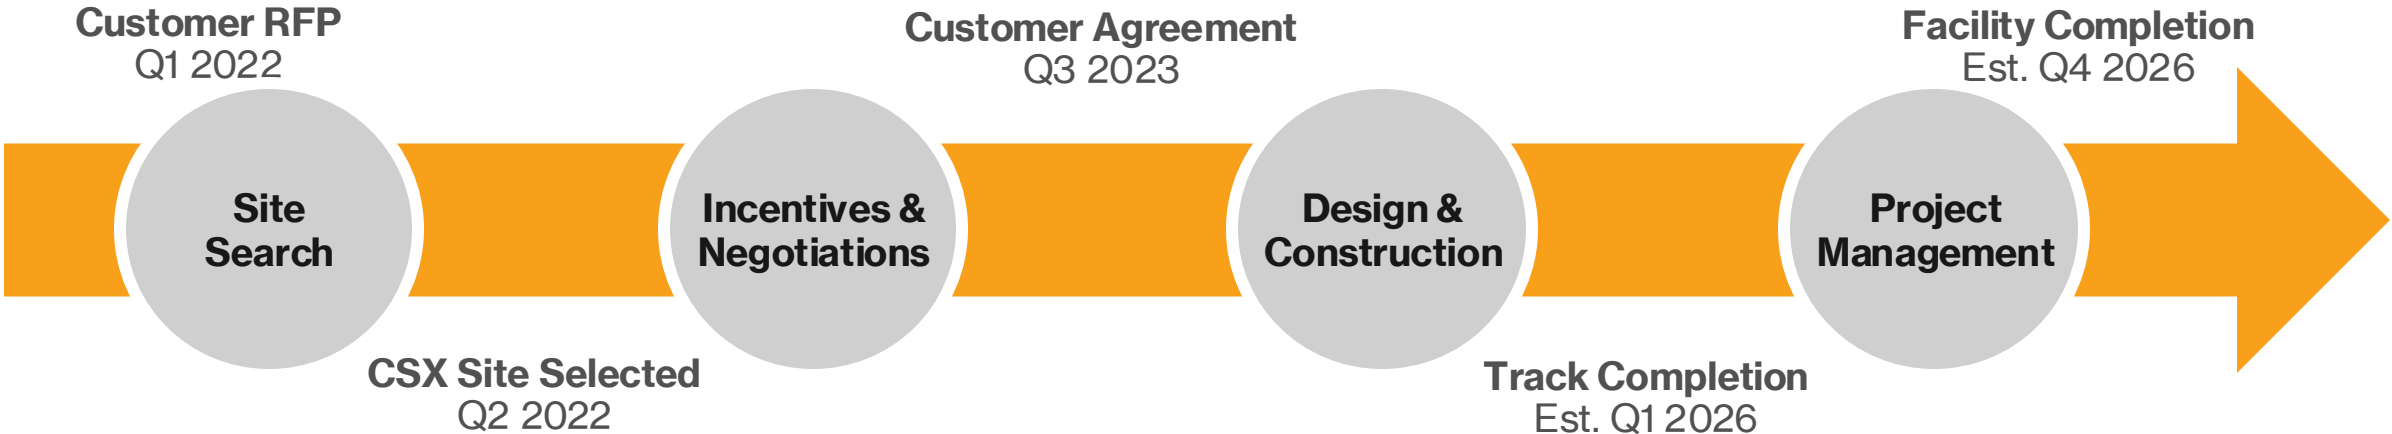 Customer RFP
Q1 2022
Customer Agreement
Q3 2023
Facility Completion
Est. Q4 2026
Site
Search
Incentives &
Negotiations
Design &
Construction
Project
Management
CSX Site Selected
Q2 2022
Track Completion
Est. Q1 2026